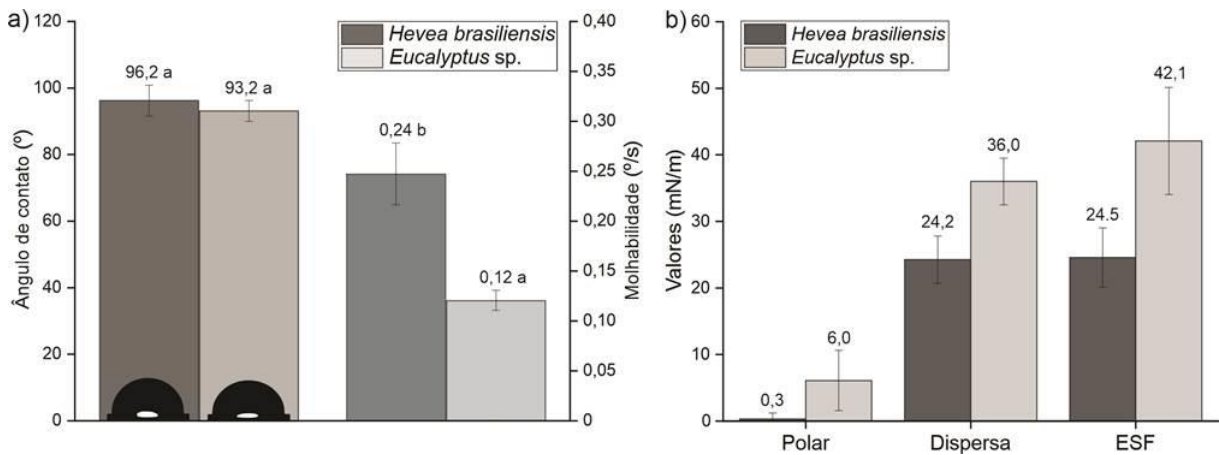 a)
120
100
80
60
40
20
0
Ângulo de contato (º)
96,2 a
93,2 a
0,24 b
0,12 a
Hevea brasiliensis
Eucalyptus sp.
0,40
0,35
0,30
0,25
0,20
0,15
0,10
0,05
0
Molhabilidade (º/s)
b)
60
50
40
30
20
10
0
Valores (mN/m)
Hevea brasiliensis
Eucalyptus sp.
0,3
6,0
24,2
36,0
24.5
42,1
Polar
Dispersa
ESF